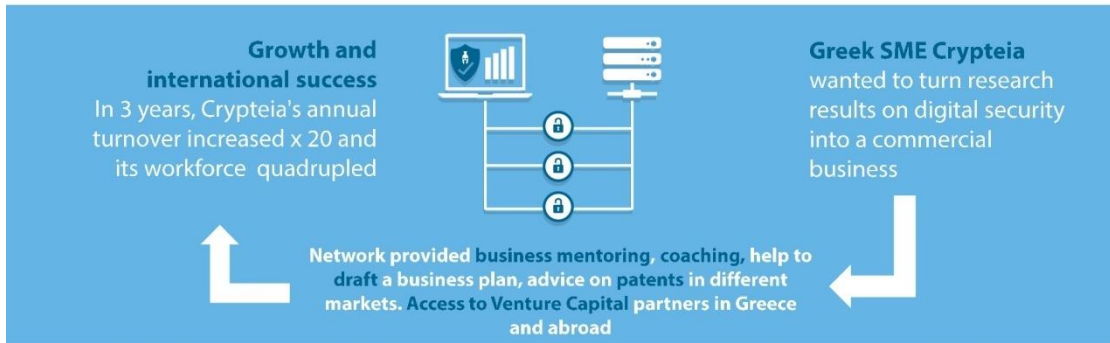 Growth and
international success
In 3 years, Crypteia's annual
turnover increased x 20 and
its workforce quadrupled
Greek SME Crypteia
wanted to turn research
results on digital security
into a commercial
business
Network provided business mentoring, coaching, help to
draft a business plan, advice on patents in different
markets. Access to Venture Capital partners in Greece
and abroad